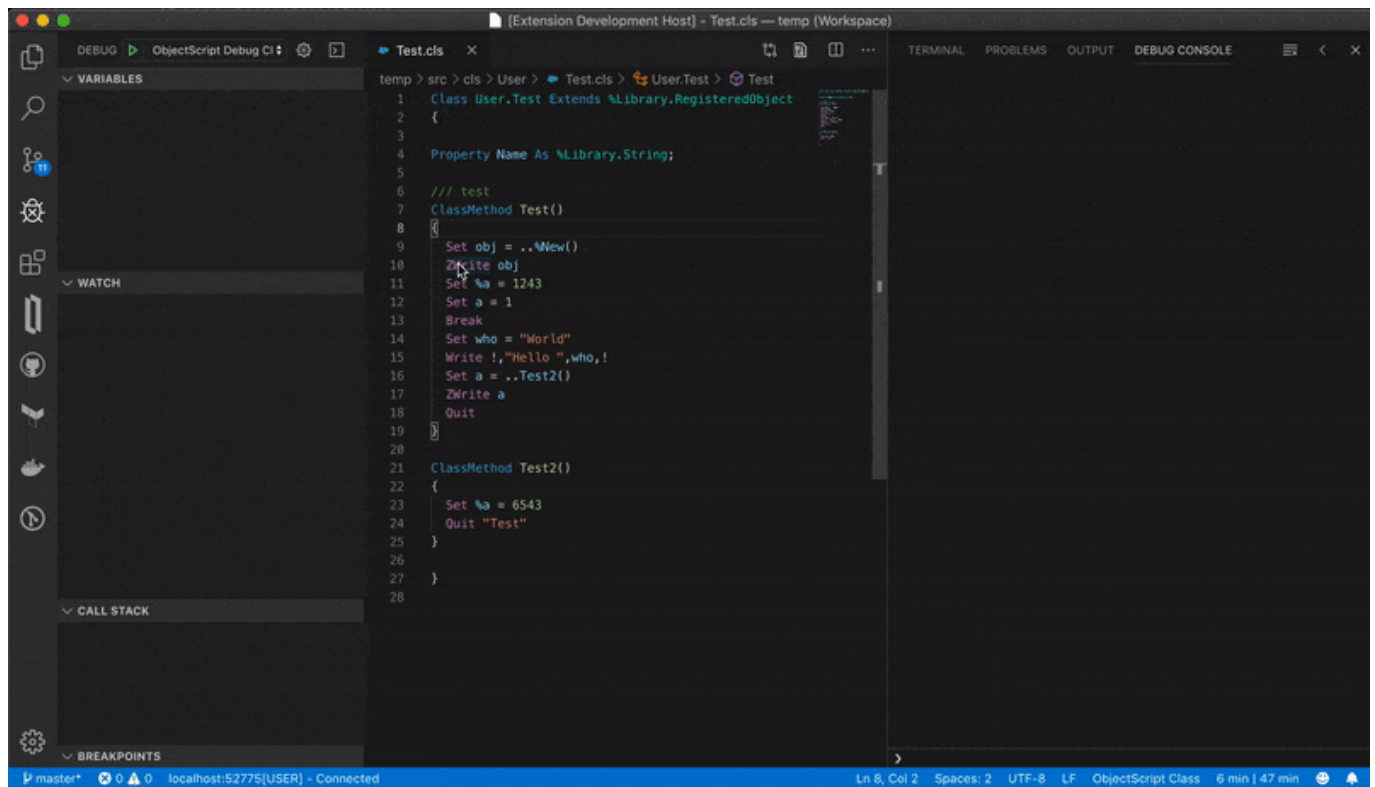 [Extension Development Host] - Test.cls — temp (Workspace)
DEBUG ObjectScript Debug Cl
VARIABLES
WATCH
CALL STACK
BREAKPOINTS
11
Test.cls
temp > src > cls > User > Test.cls > User.Test > Test
1 Class User.Test Extends %Library.RegisteredObject
2 {
3
4 Property Name As %Library.String;
5
6 /// test
7 ClassMethod Test()
8 {
9 Set obj = ..%New()
10 ZWrite obj
11 Set %a = 1243
12 Set a = 1
13 Break
14 Set who = "World"
15 Write !,"Hello ",who,!
16 Set a = ..Test2()
17 ZWrite a
18 Quit
19 }
20
21 ClassMethod Test2()
22 {
23 Set %a = 6543
24 Quit "Test"
25 }
26
27 }
28
TERMINAL PROBLEMS OUTPUT DEBUG CONSOLE
master* 0 0 localhost:52775[USER] - Connected
Ln 8, Col 2 Spaces: 2 UTF-8 LF ObjectScript Class 6 min | 47 min